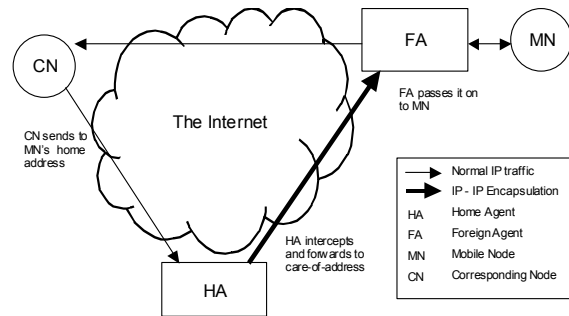 FA
MN
CN
FA passes it on
to MN
The Internet
CN sends to
MN's home
address
HA intercepts
and forwards to
care-of-address
HA
Normal IP traffic
IP - IP Encapsulation
HA Home Agent
FA Foreign Agent
MN Mobile Node
CN Corresponding Node